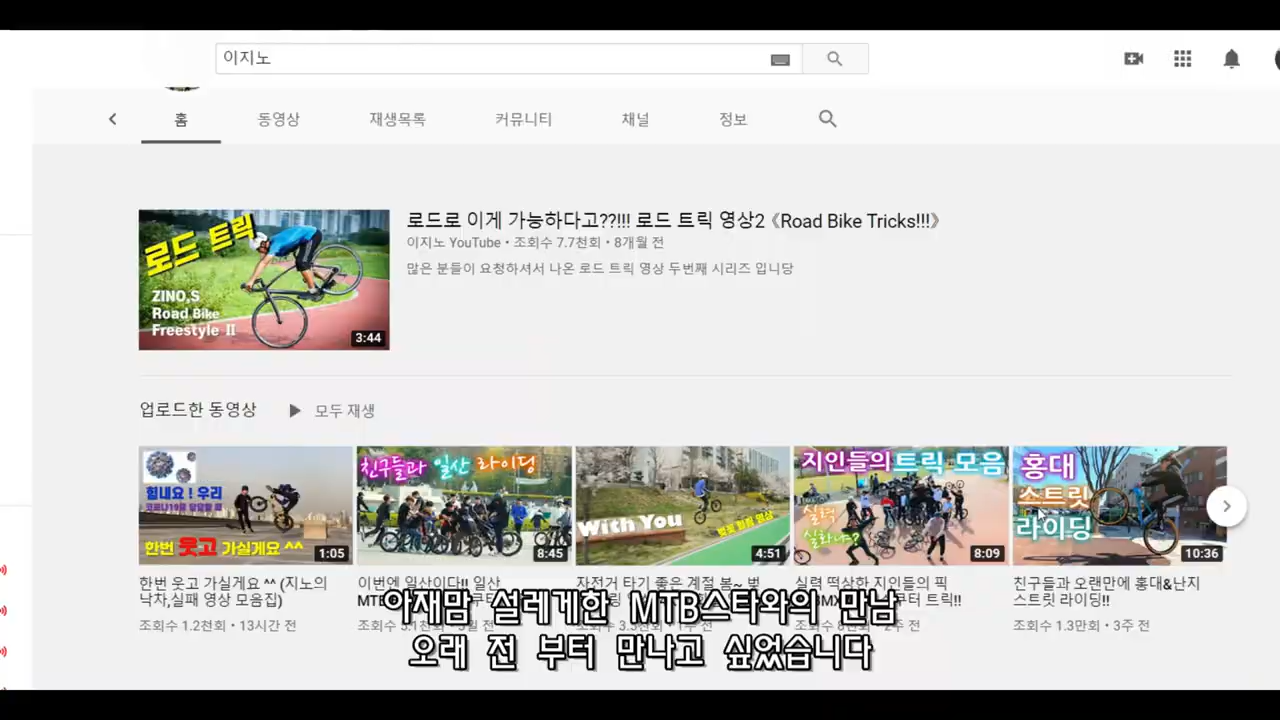 이지노
홈 동영상 재생목록 커뮤니티 채널 정보
로드 트릭
ZINO,S
Road Bike
Freestyle II
3:44
로드로 이게 가능하다고??!!! 로드 트릭 영상2《Road Bike Tricks!!!》
이지노 YouTube • 조회수 7.7천회 • 8개월 전
많은 분들이 요청하셔서 나온 로드 트릭 영상 두번째 시리즈 입니당
업로드한 동영상 모두 재생
힘내요 ! 우리
한번 웃고 가실게요 ^^
1:05
친구들과 일산 라이딩
8:45
With You
4:51
지인들의 트릭 모음
실력
실화냐?
8:09
홍대
스트릿
라이딩
10:36
한번 웃고 가실게요 ^^ (지노의
낙차,실패 영상 모음집)
조회수 1.2천회 • 13시간 전
이번엔 일산이다!! 일산
자전거 타기 좋은 계절 봄~ 벚
실력 떡상한 지인들의 픽
친구들과 오랜만에 홍대&난지
스트릿 라이딩!!
조회수 1.3만회 • 3주 전
아재맘 설레게한 MTB스타와의 만남
오래 전 부터 만나고 싶었습니다